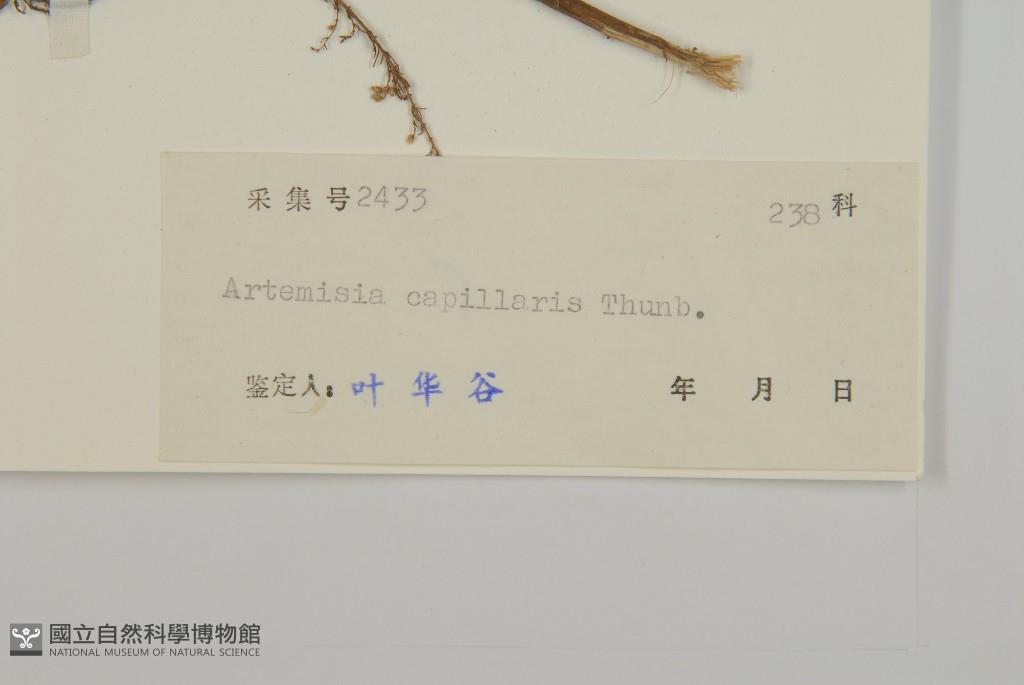 采集号2433 238科
Artemisia capillaris Thunb.
鉴定人: 叶华谷 年 月 日
國立自然科學博物館
NATIONAL MUSEUM OF NATURAL SCIENCE